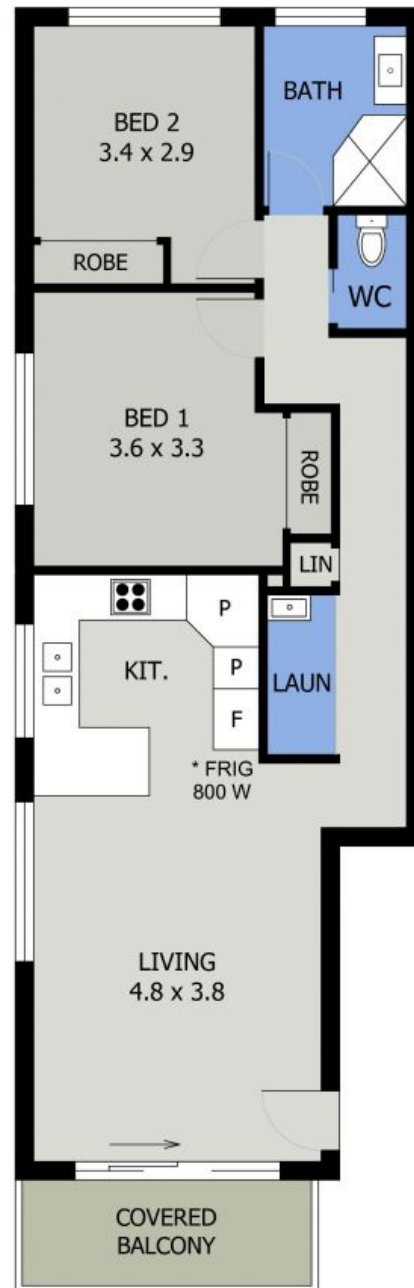 BED 2
3.4 x 2.9
BATH
ROBE
WC
BED 1
3.6 x 3.3
ROBE
LIN
P
KIT.
P
LAUN
F
* FRIG
800 W
LIVING
4.8 x 3.8
COVERED
BALCONY